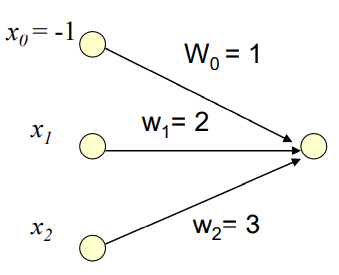 x₀= -1
W₀ = 1
x₁
w₁= 2
x₂
w₂= 3